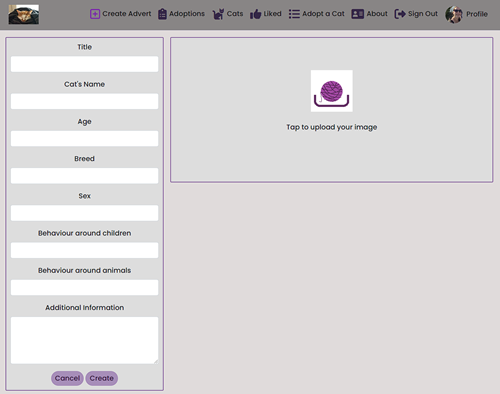 Create Advert Adoptions Cats Liked Adopt a Cat About Sign Out Profile
Title
Cat's Name
Age
Breed
Sex
Behaviour around children
Behaviour around animals
Additional Information
Cancel Create
Tap to upload your image